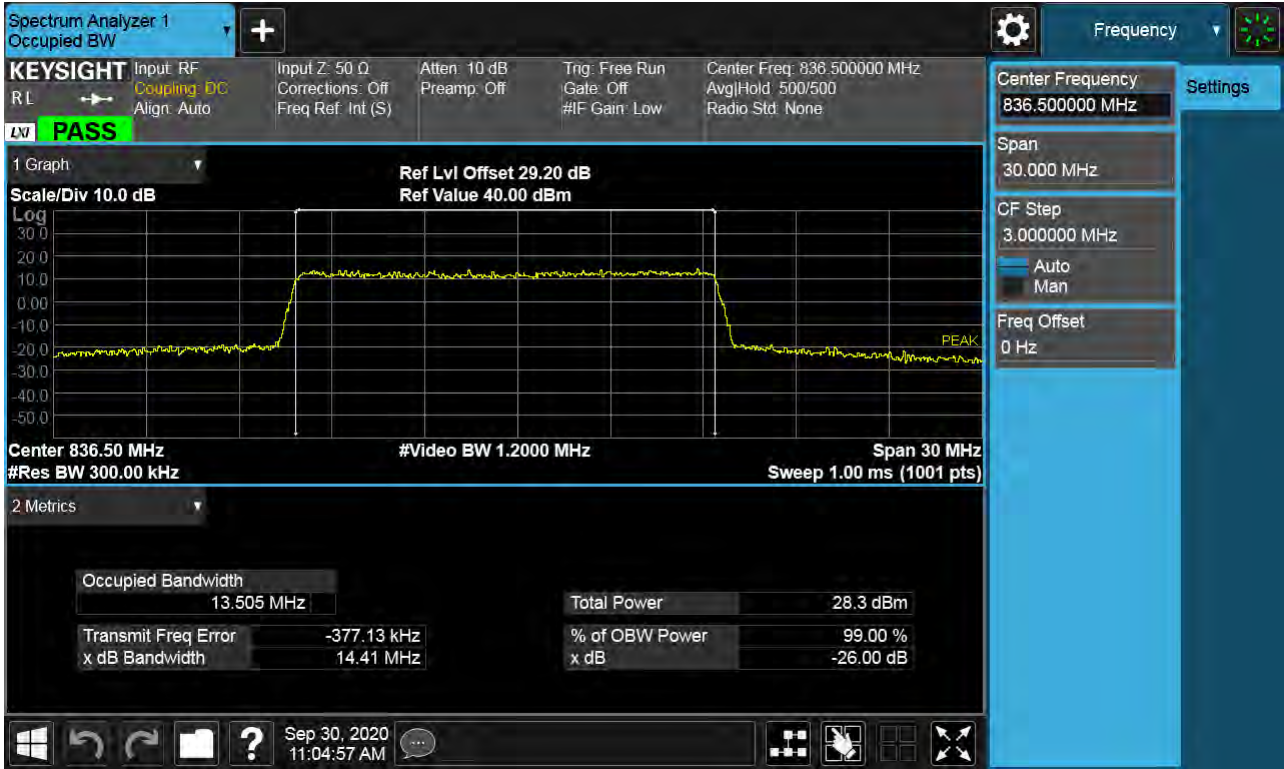 Spectrum Analyzer 1
Occupied BW
Frequency
KEYSIGHT
RL
LXI
PASS
Input: RF
Coupling: DC
Align: Auto
Input Z: 50 Ω
Corrections: Off
Freq Ref: Int (S)
Atten: 10 dB
Preamp: Off
Trig: Free Run
Gate: Off
#IF Gain: Low
Center Freq: 836.500000 MHz
Avg|Hold: 500/500
Radio Std: None
1 Graph
Scale/Div 10.0 dB
Ref Lvl Offset 29.20 dB
Ref Value 40.00 dBm
Log
30.0
20.0
10.0
0.00
-10.0
-20.0
-30.0
-40.0
-50.0
PEAK
Center 836.50 MHz
#Video BW 1.2000 MHz
Span 30 MHz
#Res BW 300.00 kHz
Sweep 1.00 ms (1001 pts)
2 Metrics
Occupied Bandwidth
13.505 MHz
Transmit Freq Error -377.13 kHz
x dB Bandwidth 14.41 MHz
Total Power 28.3 dBm
% of OBW Power 99.00 %
x dB -26.00 dB
Sep 30, 2020
11:04:57 AM
Center Frequency
836.500000 MHz
Span
30.000 MHz
CF Step
3.000000 MHz
Auto
Man
Freq Offset
0 Hz
Settings